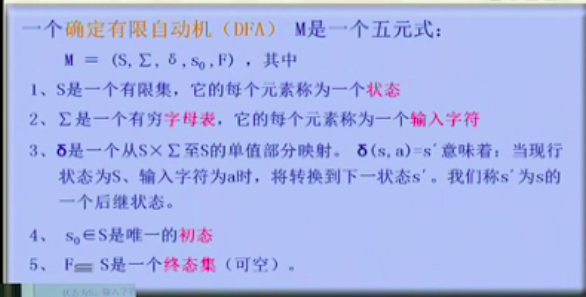 一个确定有限自动机（DFA） M是一个五元式：
M = (S, Σ, δ, s₀, F) ，其中
1、S是一个有限集，它的每个元素称为一个状态
2、Σ是一个有穷字母表，它的每个元素称为一个输入字符
3、δ是一个从S×Σ至S的单值部分映射。 δ(s,a)=s′意味着：当现行
状态为S、输入字符为a时，将转换到下一状态s′。我们称s′为s的
一个后继状态。
4、 s₀∈S是唯一的初态
5、 F⊆ S是一个终态集（可空）。